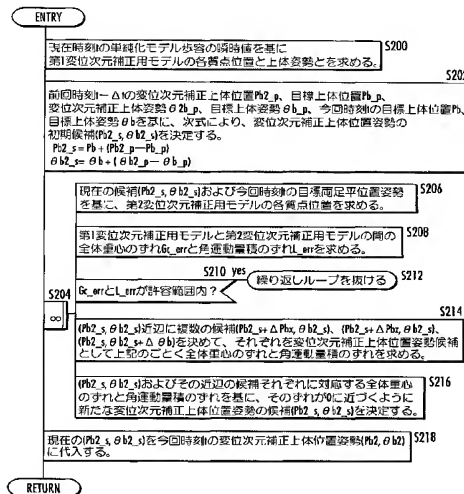 ENTRY
S200
現在時刻tの単純化モデル歩容の瞬時値を基に
第1変位次元補正用モデルの各質点位置と上体姿勢とを求める。
S202
前回時刻t-Δtの変位次元補正上体位置Pb2_p、目標上体位置Pb_p、
変位次元補正上体姿勢θb2_p、目標上体姿勢θb_p、今回時刻tの目標上体位置Pb、
目標上体姿勢θbを基に、次式により、変位次元補正上体位置姿勢の
初期候補(Pb2_s, θb2_s)を決定する。
Pb2_s=Pb+(Pb2_p-Pb_p)
θb2_s=θb+(θb2_p-θb_p)
S204
∞
S206
現在の候補(Pb2_s, θb2_s)および今回時刻tの目標両足平位置姿勢
を基に、第2変位次元補正用モデルの各質点位置を求める。
S208
第1変位次元補正用モデルと第2変位次元補正用モデルの間の
全体重心のずれGc_errと角運動量積のずれL_errを求める。
S210 yes
Gc_errとL_errが許容範囲内?
繰り返しループを抜ける
S212
S214
(Pb2_s, θb2_s)近辺に複数の候補(Pb2_s+ΔPbx, θb2_s)、(Pb2_s+ΔPbz, θb2_s)、
(Pb2_s, θb2_s+Δθb)を決めて、それぞれを変位次元補正上体位置姿勢候補
として上記のもとく全体重心のずれと角運動量積のずれを求める。
S216
(Pb2_s, θb2_s)およびその近辺の候補それぞれに対応する全体重心
のずれと角運動量積のずれを基に、そのずれが0に近づくように
新たな変位次元補正上体位置姿勢の候補(Pb2_s, θb2_s)を決定する。
S218
現在の(Pb2_s, θb2_s)を今回時刻tの変位次元補正上体位置姿勢(Pb2, θb2)
に代入する。
RETURN